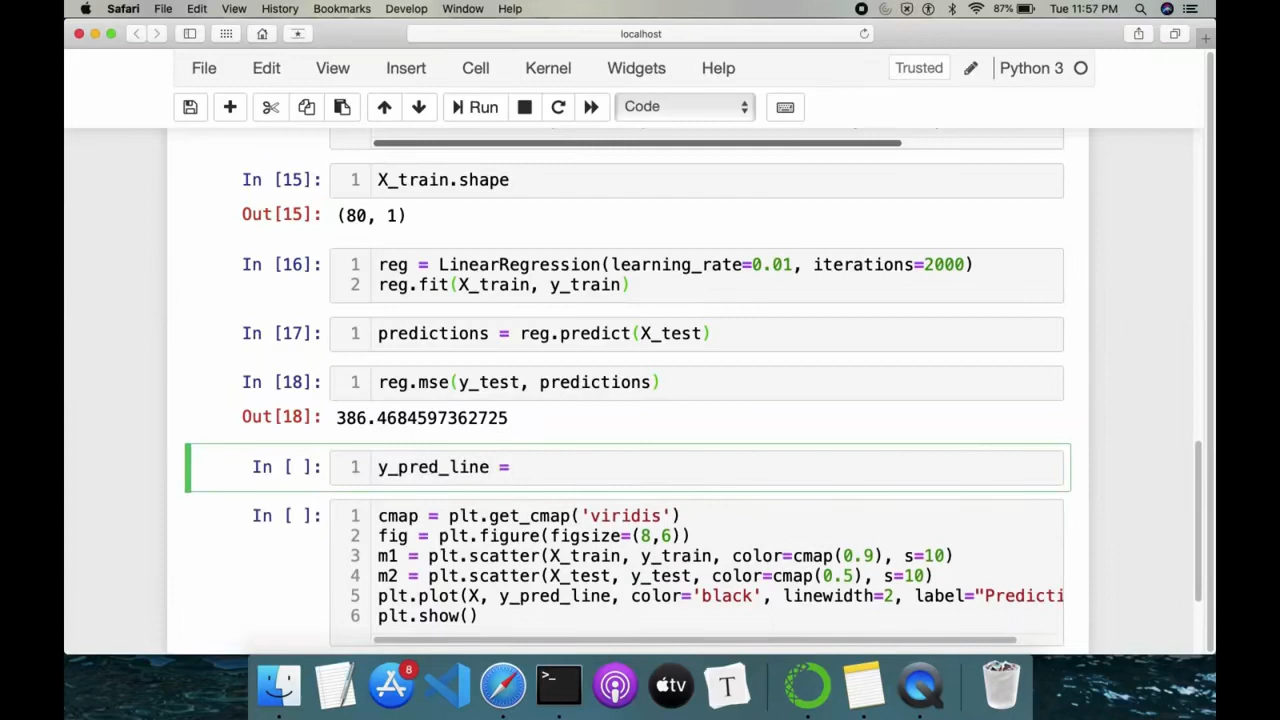 Safari File Edit View History Bookmarks Develop Window Help 87% Tue 11:57 PM
localhost
File Edit View Insert Cell Kernel Widgets Help Trusted Python 3
Run Code
In [15]: 1 X_train.shape
Out[15]: (80, 1)
In [16]: 1 reg = LinearRegression(learning_rate=0.01, iterations=2000)
2 reg.fit(X_train, y_train)
In [17]: 1 predictions = reg.predict(X_test)
In [18]: 1 reg.mse(y_test, predictions)
Out[18]: 386.4684597362725
In [ ]: 1 y_pred_line =
In [ ]: 1 cmap = plt.get_cmap('viridis')
2 fig = plt.figure(figsize=(8,6))
3 m1 = plt.scatter(X_train, y_train, color=cmap(0.9), s=10)
4 m2 = plt.scatter(X_test, y_test, color=cmap(0.5), s=10)
5 plt.plot(X, y_pred_line, color='black', linewidth=2, label="Predicti
6 plt.show()
8
tv
T